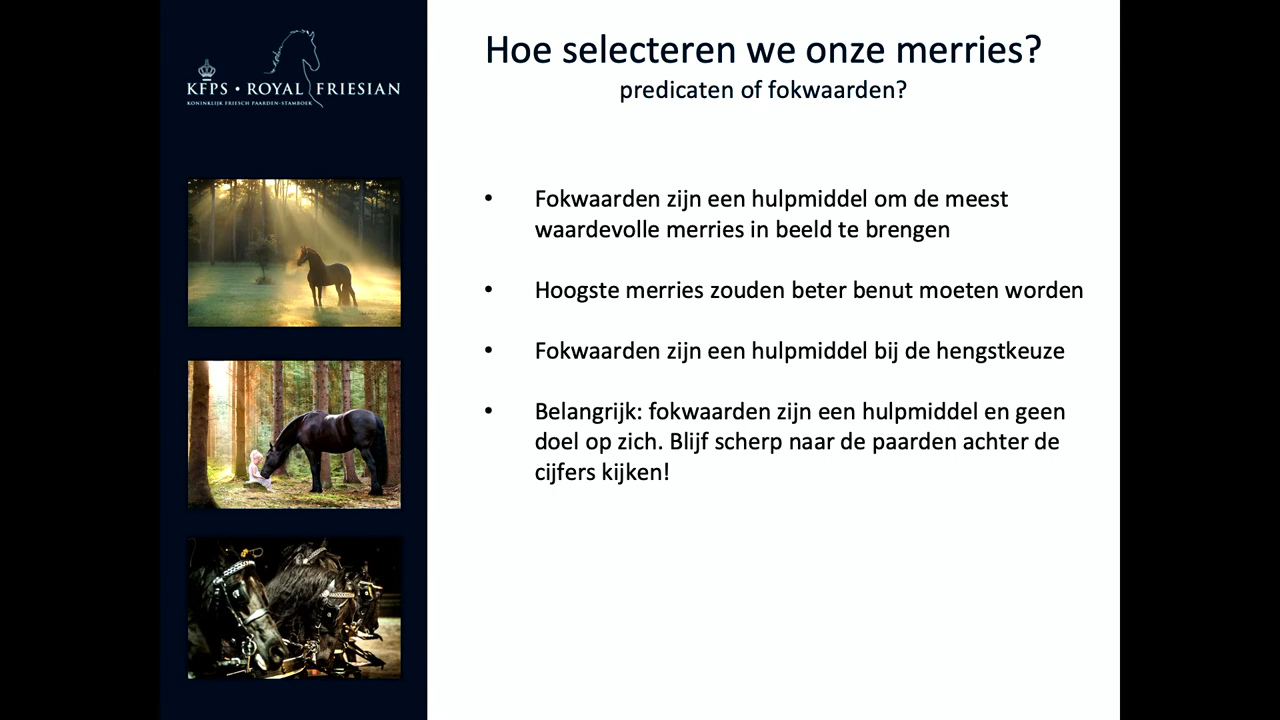 KFPS • ROYAL FRIESIAN
KONINKLIJK FRIESCH PAARDEN-STAMBOEK
Hoe selecteren we onze merries?
predicaten of fokwaarden?
• Fokwaarden zijn een hulpmiddel om de meest
waardevolle merries in beeld te brengen
• Hoogste merries zouden beter benut moeten worden
• Fokwaarden zijn een hulpmiddel bij de hengstkeuze
• Belangrijk: fokwaarden zijn een hulpmiddel en geen
doel op zich. Blijf scherp naar de paarden achter de
cijfers kijken!